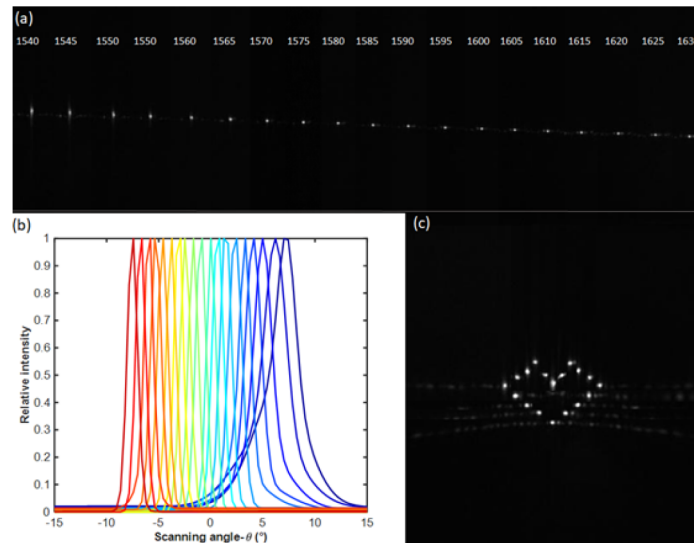 (a)
1540 1545 1550 1550 1560 1565 1570 1575 1580 1585 1590 1595 1600 1605 1610 1615 1620 1625 163
(b)
1
0.9
0.8
0.7
0.6
0.5
0.4
0.3
0.2
0.1
0
Relative intensity
-15 -10 -5 0 5 10 15
Scanning angle-θ (°)
(c)